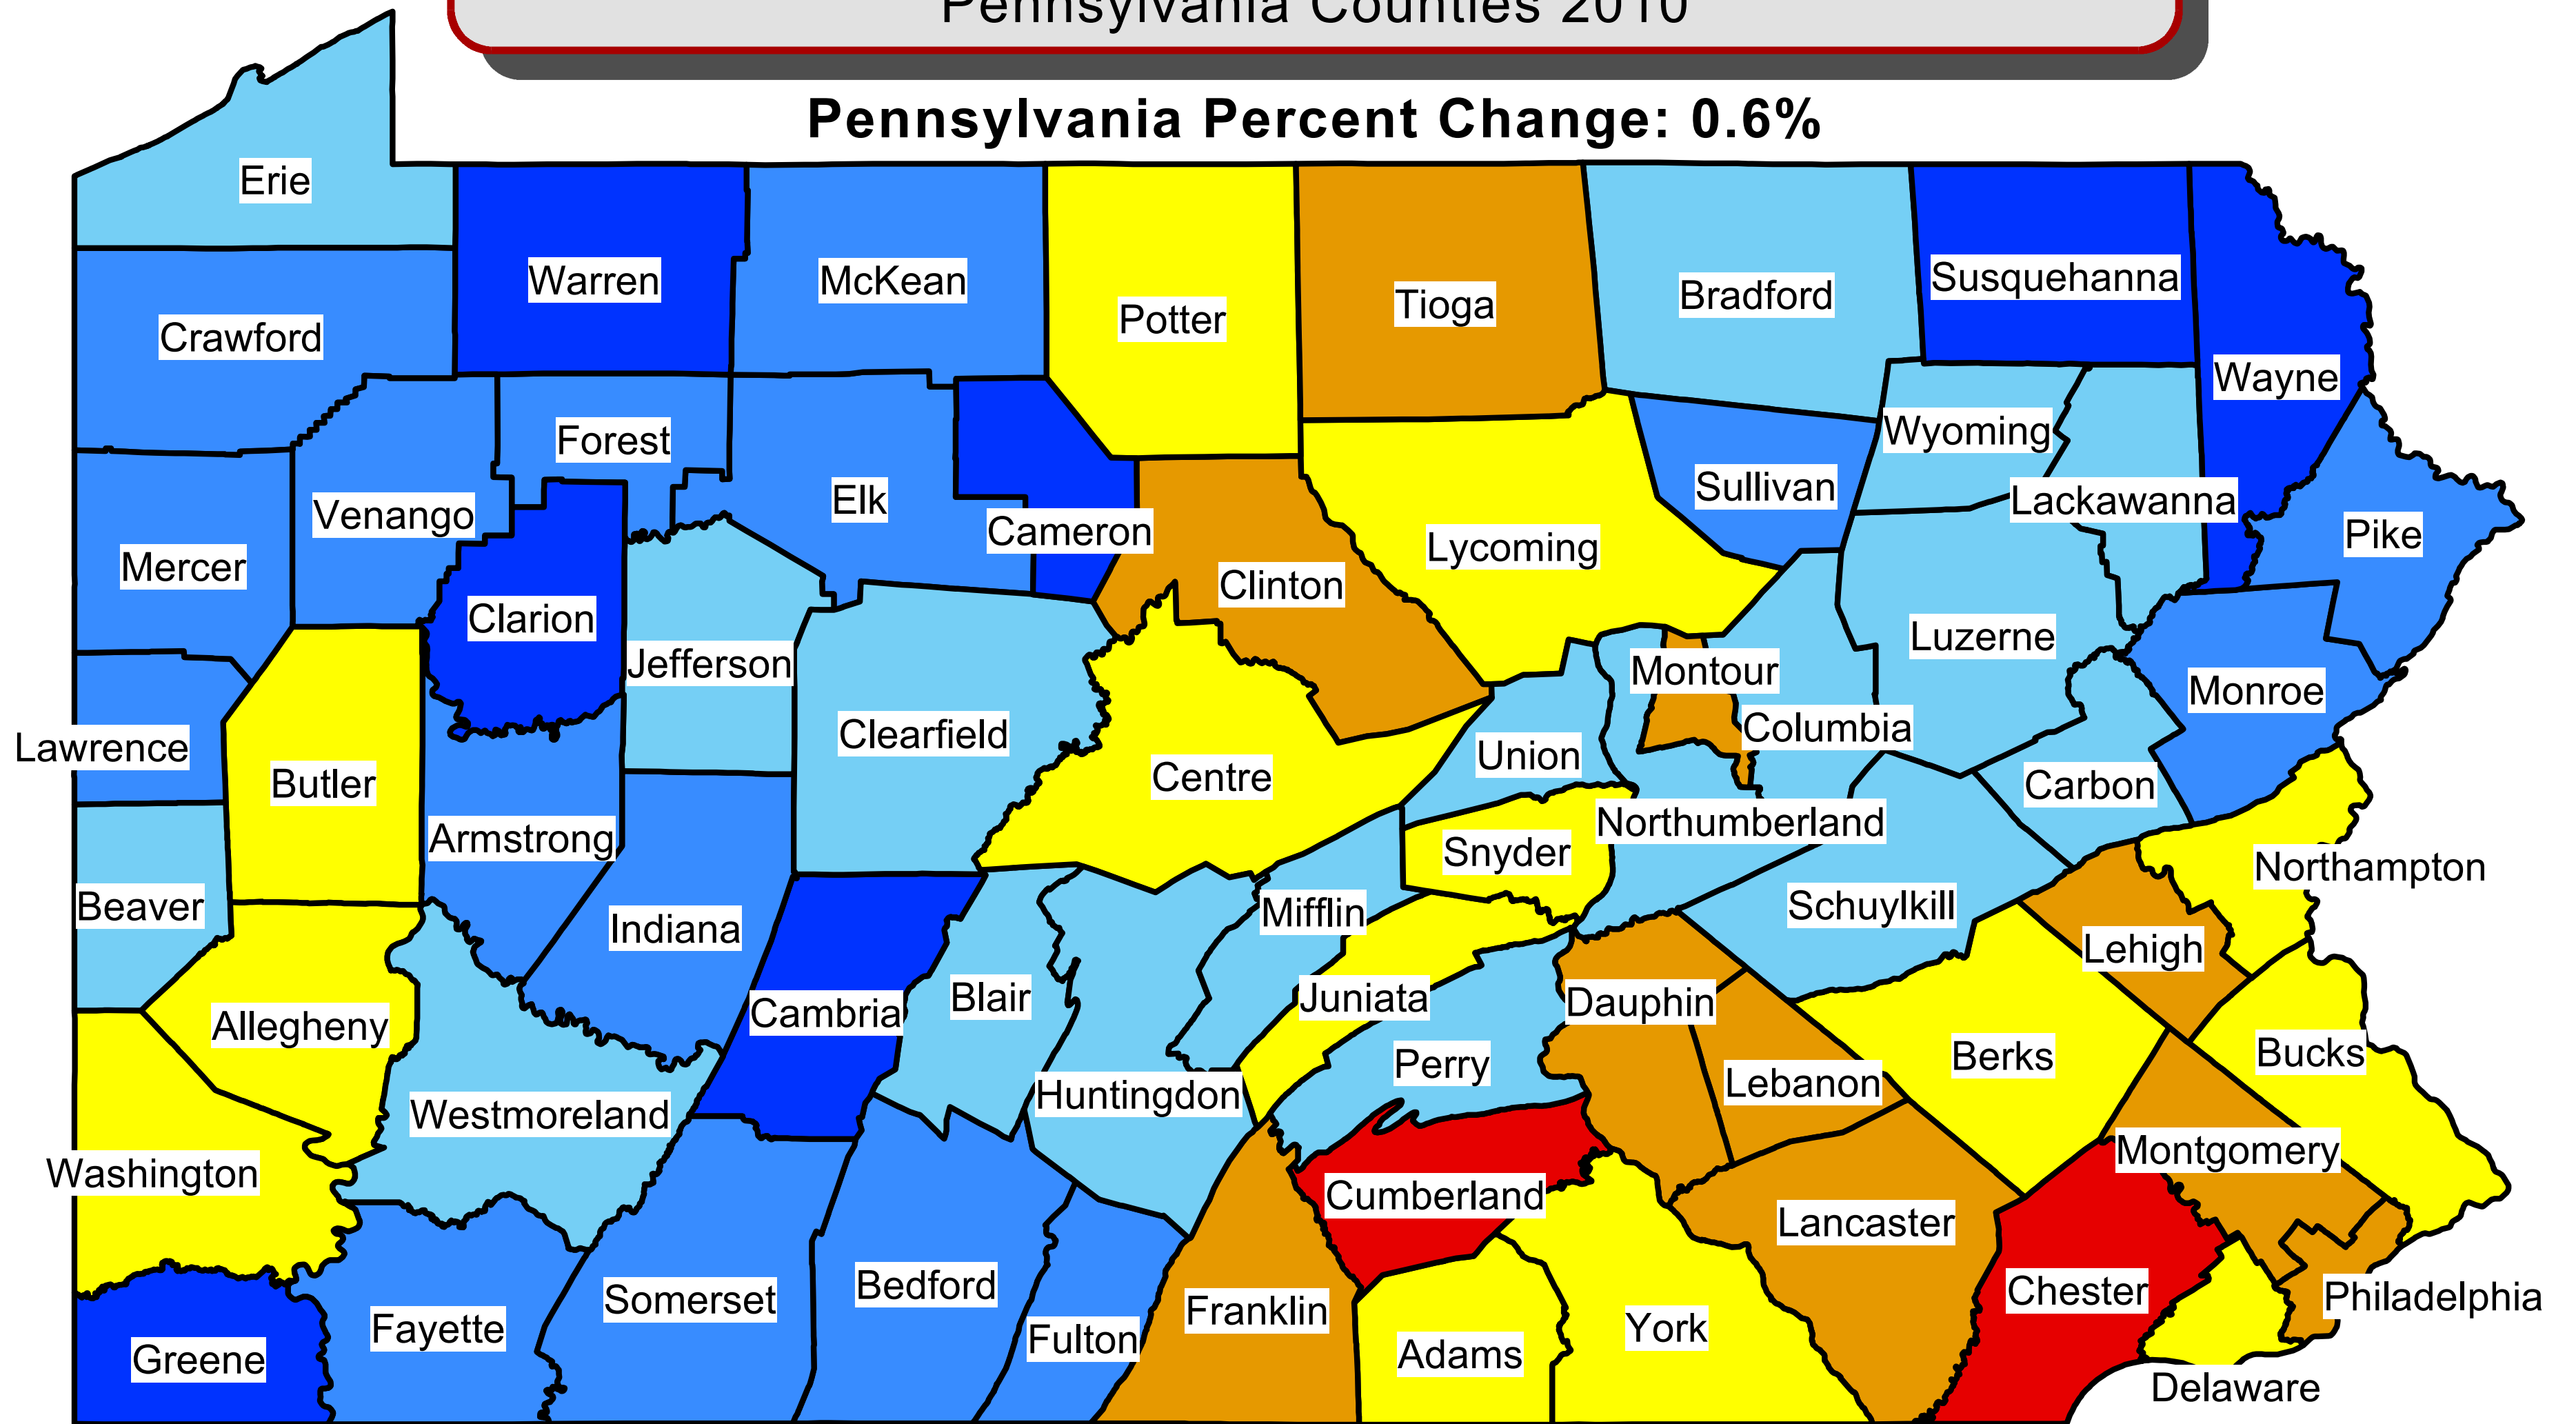 Pennsylvania Counties 2010
Pennsylvania Percent Change: 0.6%
Erie
Warren
McKean
Potter
Tioga
Bradford
Susquehanna
Wayne
Crawford
Forest
Wyoming
Venango
Elk
Cameron
Sullivan
Lackawanna
Pike
Mercer
Clarion
Clinton
Lycoming
Luzerne
Jefferson
Montour
Monroe
Lawrence
Clearfield
Columbia
Butler
Centre
Union
Carbon
Armstrong
Northumberland
Snyder
Northampton
Beaver
Indiana
Mifflin
Schuylkill
Lehigh
Allegheny
Cambria
Blair
Juniata
Dauphin
Berks
Bucks
Westmoreland
Huntingdon
Perry
Lebanon
Washington
Montgomery
Cumberland
Lancaster
Somerset
Bedford
Franklin
Chester
Philadelphia
Greene
Fayette
Fulton
Adams
York
Delaware